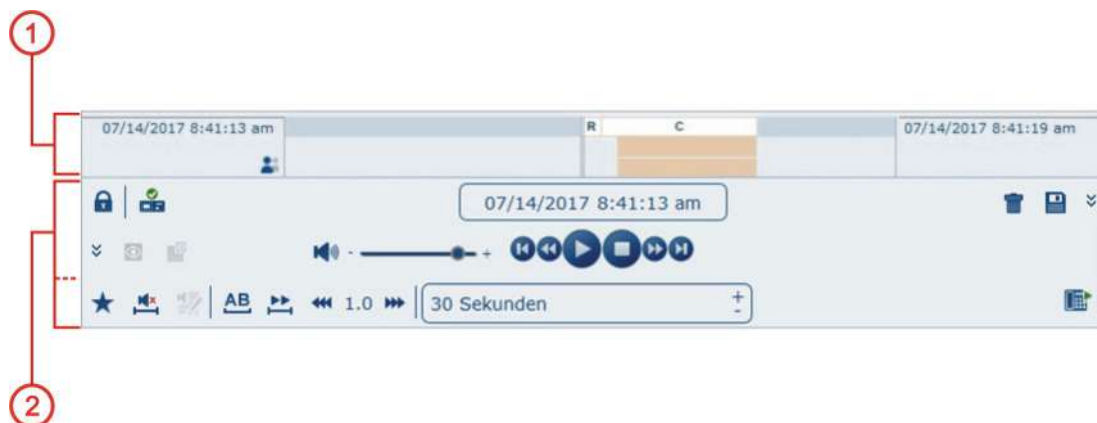 1
07/14/2017 8:41:13 am R C 07/14/2017 8:41:19 am
07/14/2017 8:41:13 am
- +
AB 1.0 30 Sekunden + -
2